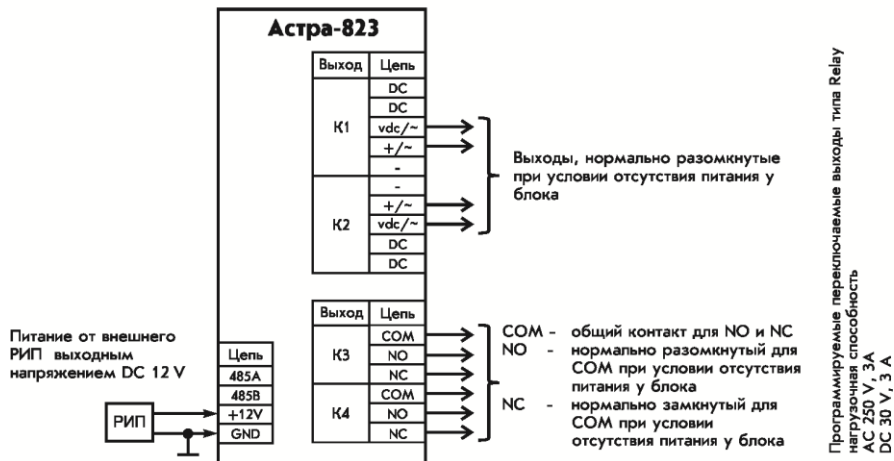 Астра-823
Выход Цепь
К1
DC
DC
vdc/~
+/~
-
К2
-
+/~
vdc/~
DC
DC
Выходы, нормально разомкнутые
при условии отсутствия питания у
блока
Выход Цепь
К3
COM
NO
NC
К4
COM
NO
NC
COM - общий контакт для NO и NC
NO - нормально разомкнутый для
COM при условии отсутствия
питания у блока
NC - нормально замкнутый для
COM при условии
отсутствия питания у блока
Питание от внешнего
РИП выходным
напряжением DC 12 V
РИП
Цепь
485A
485B
+12V
GND
Программируемые переключаемые выходы типа Relay
нагрузочная способность
AC 250 V, 3A
DC 30 V, 3 A